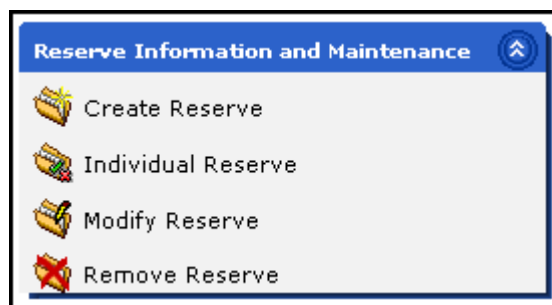 Reserve Information and Maintenance
Create Reserve
Individual Reserve
Modify Reserve
Remove Reserve